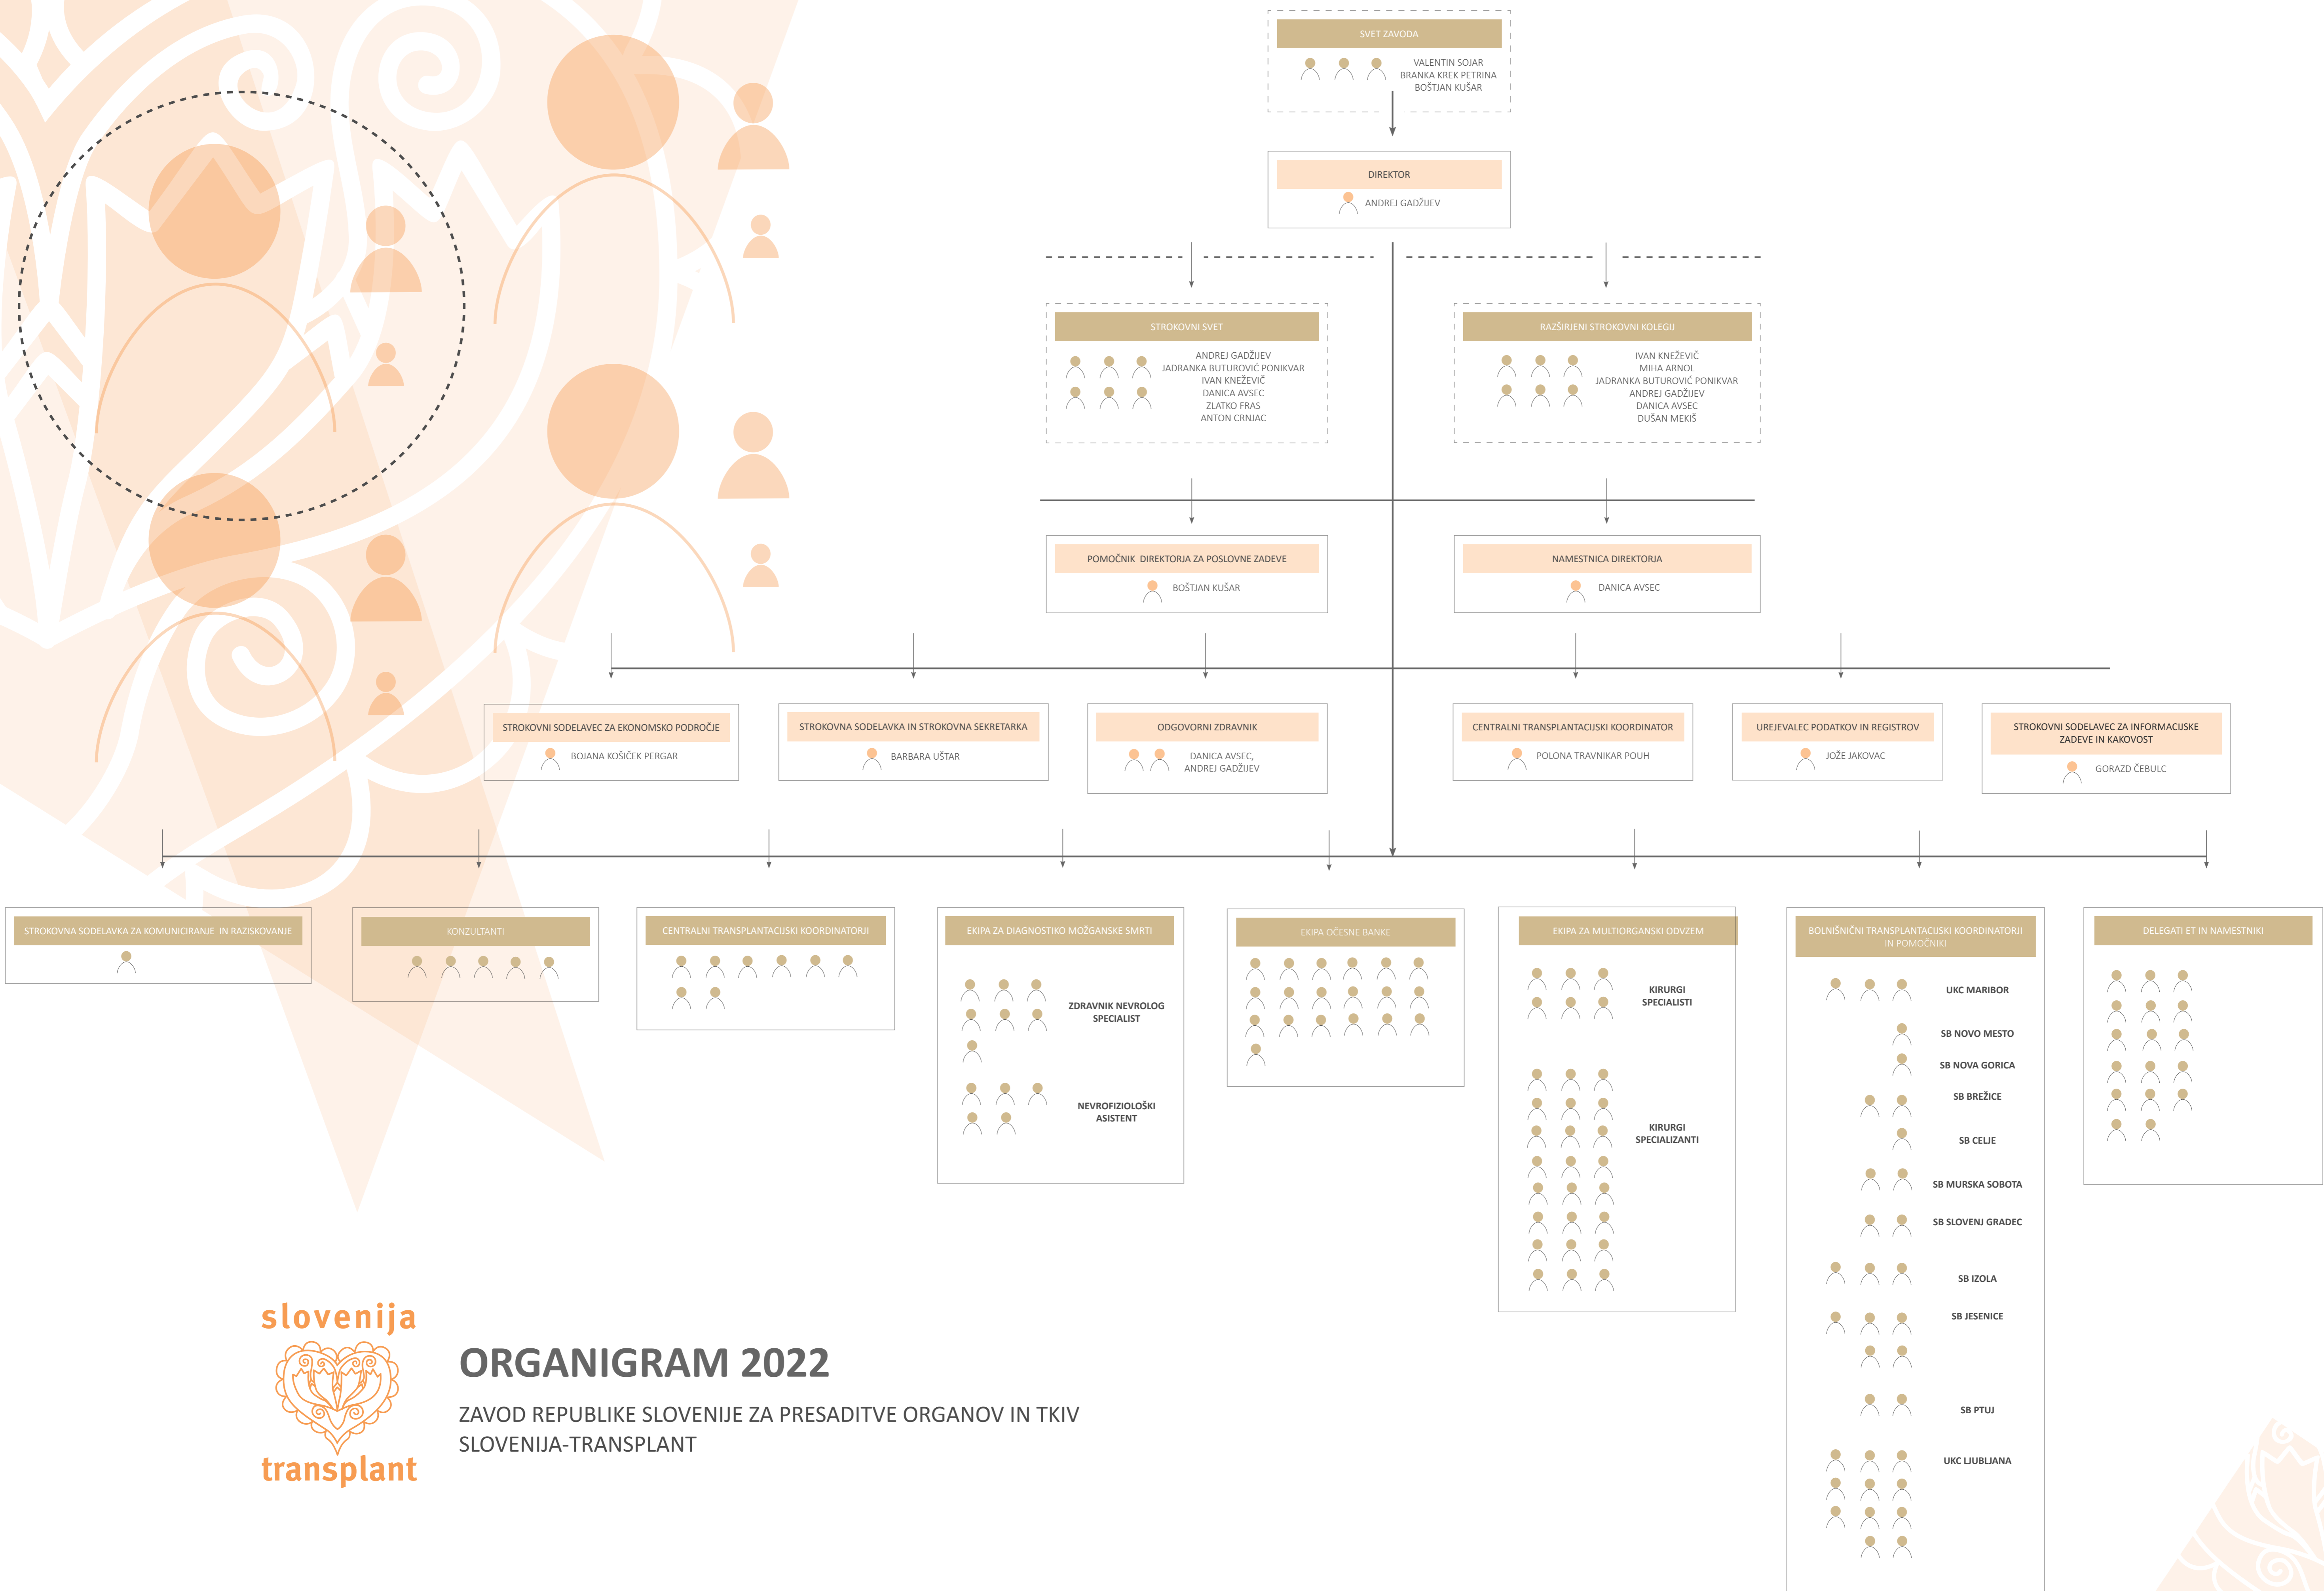 SVET ZAVODA
VALENTIN SOJAR
BRANKA KREK PETRINA
BOŠTJAN KUŠAR
DIREKTOR
ANDREJ GADŽIJEV
STROKOVNI SVET
ANDREJ GADŽIJEV
JADRANKA BUTUROVIĆ PONIKVAR
IVAN KNEŽEVIČ
DANICA AVSEC
ZLATKO FRAS
ANTON CRNJAC
RAZŠIRJENI STROKOVNI KOLEGIJ
IVAN KNEŽEVIČ
MIHA ARNOL
JADRANKA BUTUROVIĆ PONIKVAR
ANDREJ GADŽIJEV
DANICA AVSEC
DUŠAN MEKIŠ
POMOČNIK DIREKTORJA ZA POSLOVNE ZADEVE
BOŠTJAN KUŠAR
NAMESTNICA DIREKTORJA
DANICA AVSEC
STROKOVNI SODELAVEC ZA EKONOMSKO PODROČJE
BOJANA KOŠIČEK PERGAR
STROKOVNA SODELAVKA IN STROKOVNA SEKRETARKA
BARBARA UŠTAR
ODGOVORNI ZDRAVNIK
DANICA AVSEC,
ANDREJ GADŽIJEV
CENTRALNI TRANSPLANTACIJSKI KOORDINATOR
POLONA TRAVNIKAR POUH
UREJEVALEC PODATKOV IN REGISTROV
JOŽE JAKOVAC
STROKOVNI SODELAVEC ZA INFORMACIJSKE
ZADEVE IN KAKOVOST
GORAZD ČEBULC
STROKOVNA SODELAVKA ZA KOMUNICIRANJE IN RAZISKOVANJE
KONZULTANTI
CENTRALNI TRANSPLANTACIJSKI KOORDINATORJI
EKIPA ZA DIAGNOSTIKO MOŽGANSKE SMRTI
ZDRAVNIK NEVROLOG
SPECIALIST
NEVROFIZIOLOŠKI
ASISTENT
EKIPA OČESNE BANKE
EKIPA ZA MULTIORGANSKI ODVZEM
KIRURGI
SPECIALISTI
KIRURGI
SPECIALIZANTI
BOLNIŠNIČNI TRANSPLANTACIJSKI KOORDINATORJI
IN POMOČNIKI
UKC MARIBOR
SB NOVO MESTO
SB NOVA GORICA
SB BREŽICE
SB CELJE
SB MURSKA SOBOTA
SB SLOVENJ GRADEC
SB IZOLA
SB JESENICE
SB PTUJ
UKC LJUBLJANA
DELEGATI ET IN NAMESTNIKI
slovenija
transplant
ORGANIGRAM 2022
ZAVOD REPUBLIKE SLOVENIJE ZA PRESADITVE ORGANOV IN TKIV
SLOVENIJA-TRANSPLANT